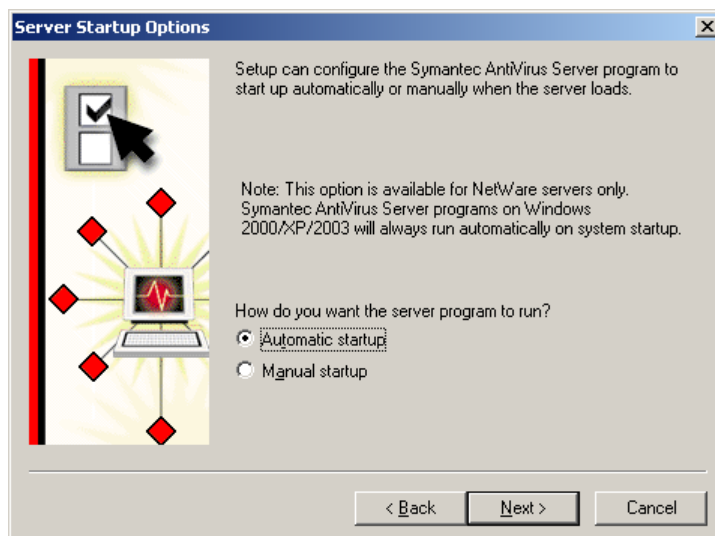 Server Startup Options
Setup can configure the Symantec AntiVirus Server program to
start up automatically or manually when the server loads.
Note: This option is available for NetWare servers only.
Symantec AntiVirus Server programs on Windows
2000/XP/2003 will always run automatically on system startup.
How do you want the server program to run?
Automatic startup
Manual startup
< Back Next > Cancel